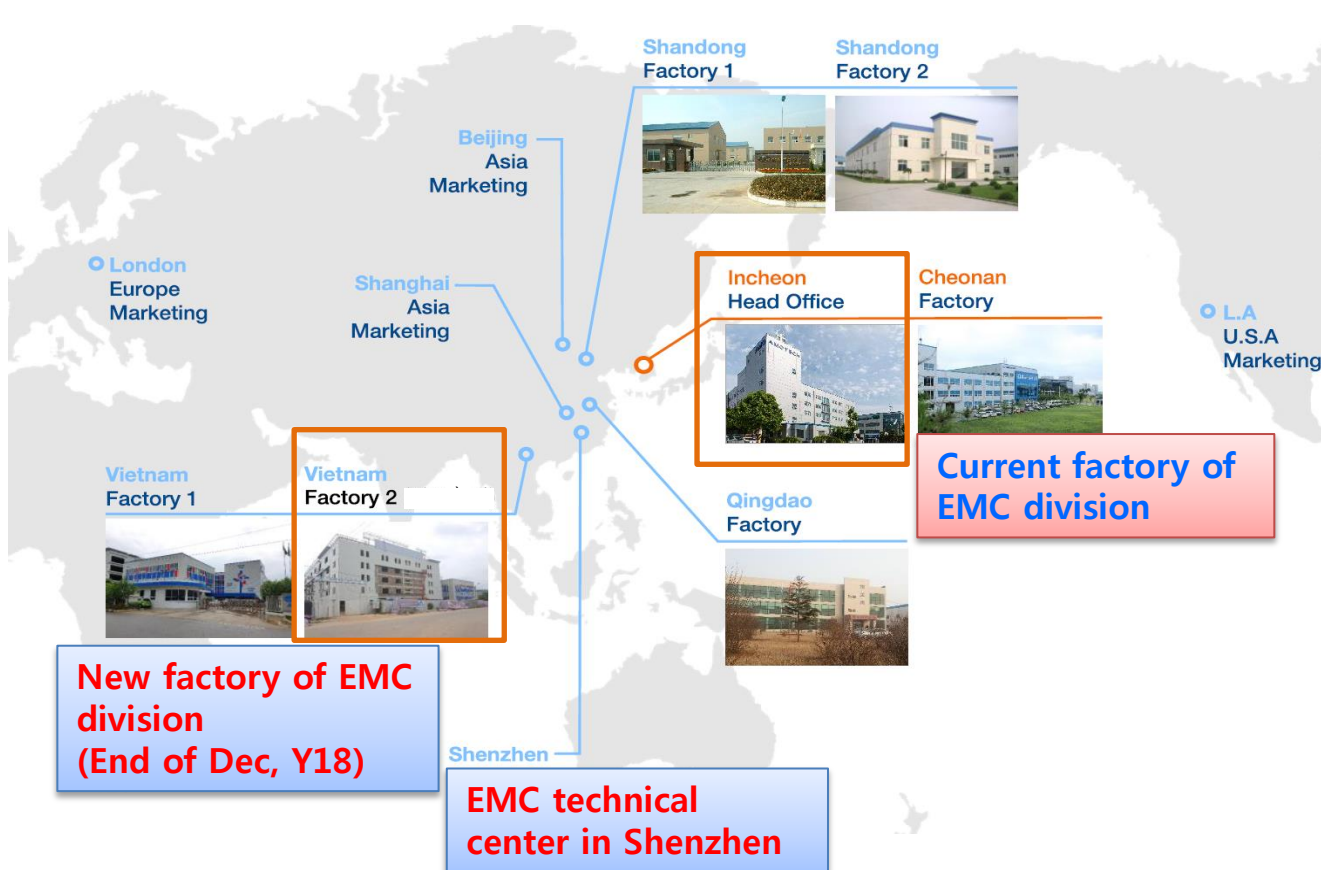 Shandong
Factory 1
Shandong
Factory 2
Beijing
Asia
Marketing
London
Europe
Marketing
Shanghai
Asia
Marketing
Incheon
Head Office
Cheonan
Factory
L.A
U.S.A
Marketing
AMOTECH
Current factory of
EMC division
Vietnam
Factory 1
Vietnam
Factory 2
Qingdao
Factory
New factory of EMC
division
(End of Dec, Y18)
Shenzhen
EMC technical
center in Shenzhen